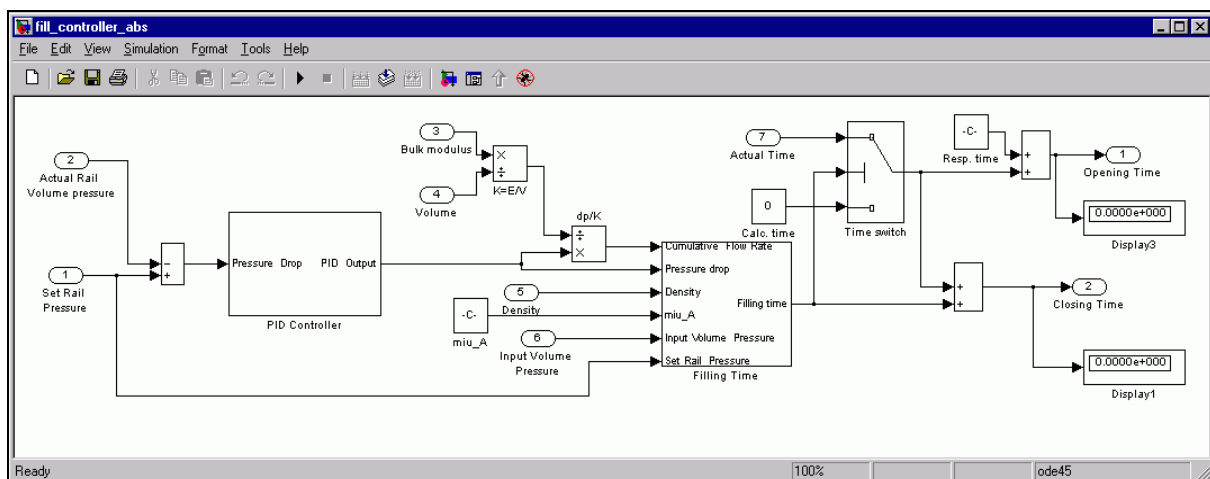 fill_controller_abs
File Edit View Simulation Format Tools Help
2
Actual Rail
Volume pressure
1
Set Rail
Pressure
−
+
Pressure Drop PID Output
PID Controller
3
Bulk modulus
4
Volume
×
÷
K=E/V
dp/K
÷
×
5
Density
-C-
miu_A
6
Input Volume
Pressure
Cumulative Flow Rate
Pressure drop
Density
miu_A
Input Volume Pressure
Set Rail Pressure
Filling time
Filling Time
7
Actual Time
0
Calc. time
Time switch
-C-
Resp. time
+
+
1
Opening Time
0.0000e+000
Display3
+
+
2
Closing Time
0.0000e+000
Display1
Ready 100% ode45